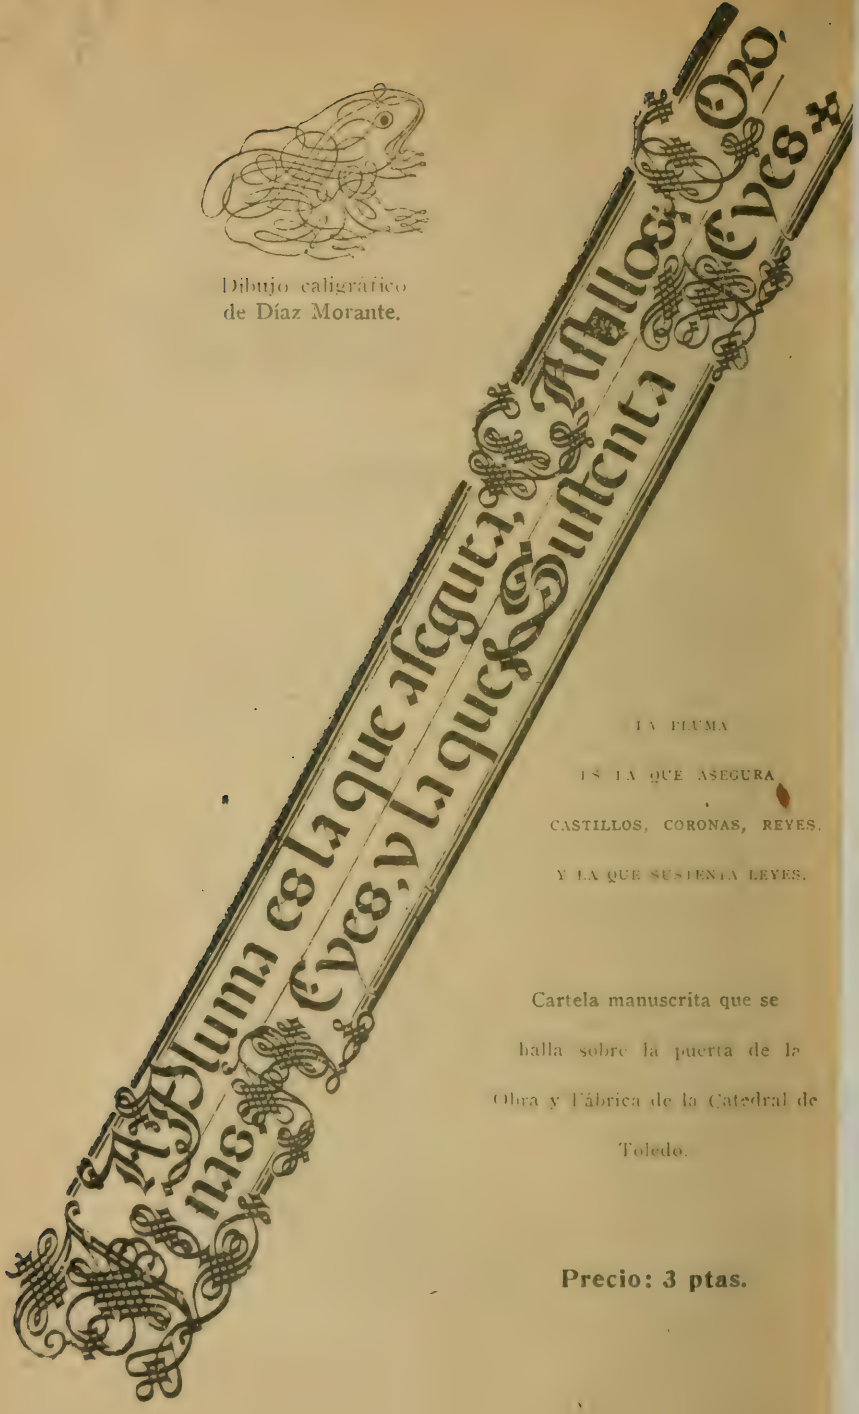 Dibujo caligráfico
de Díaz Morante.
LA Pluma es la que asegura, CAstillos, COro,
nas, REyes, y la que Sustenta LEyes
LA PLUMA
ES LA QUE ASEGURA
CASTILLOS, CORONAS, REYES.
Y LA QUE SUSTENTA LEYES.
Cartela manuscrita que se
halla sobre la puerta de la
Obra y Fábrica de la Catedral de
Toledo.
Precio: 3 ptas.